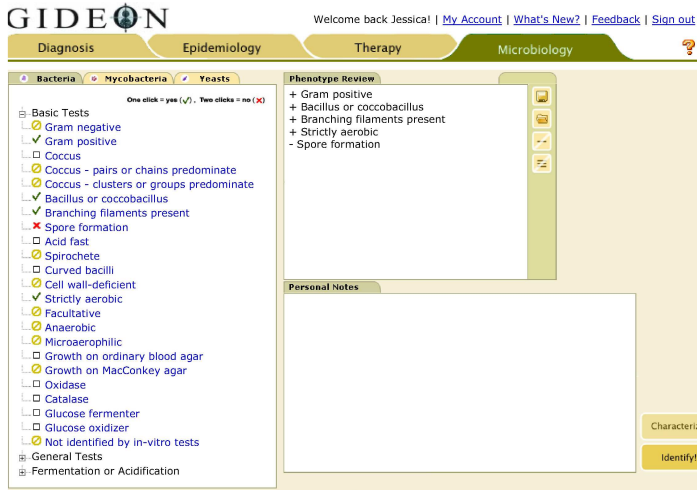 GIDEON
Welcome back Jessica! | My Account | What's New? | Feedback | Sign out
Diagnosis
Epidemiology
Therapy
Microbiology
?
Bacteria
Mycobacteria
Yeasts
One click = yes (✓) , Two clicks = no (✗)
Basic Tests
Gram negative
Gram positive
Coccus
Coccus - pairs or chains predominate
Coccus - clusters or groups predominate
Bacillus or coccobacillus
Branching filaments present
Spore formation
Acid fast
Spirochete
Curved bacilli
Cell wall-deficient
Strictly aerobic
Facultative
Anaerobic
Microaerophilic
Growth on ordinary blood agar
Growth on MacConkey agar
Oxidase
Catalase
Glucose fermenter
Glucose oxidizer
Not identified by in-vitro tests
General Tests
Fermentation or Acidification
Phenotype Review
+ Gram positive
+ Bacillus or coccobacillus
+ Branching filaments present
+ Strictly aerobic
- Spore formation
Personal Notes
Characteriz
Identify!